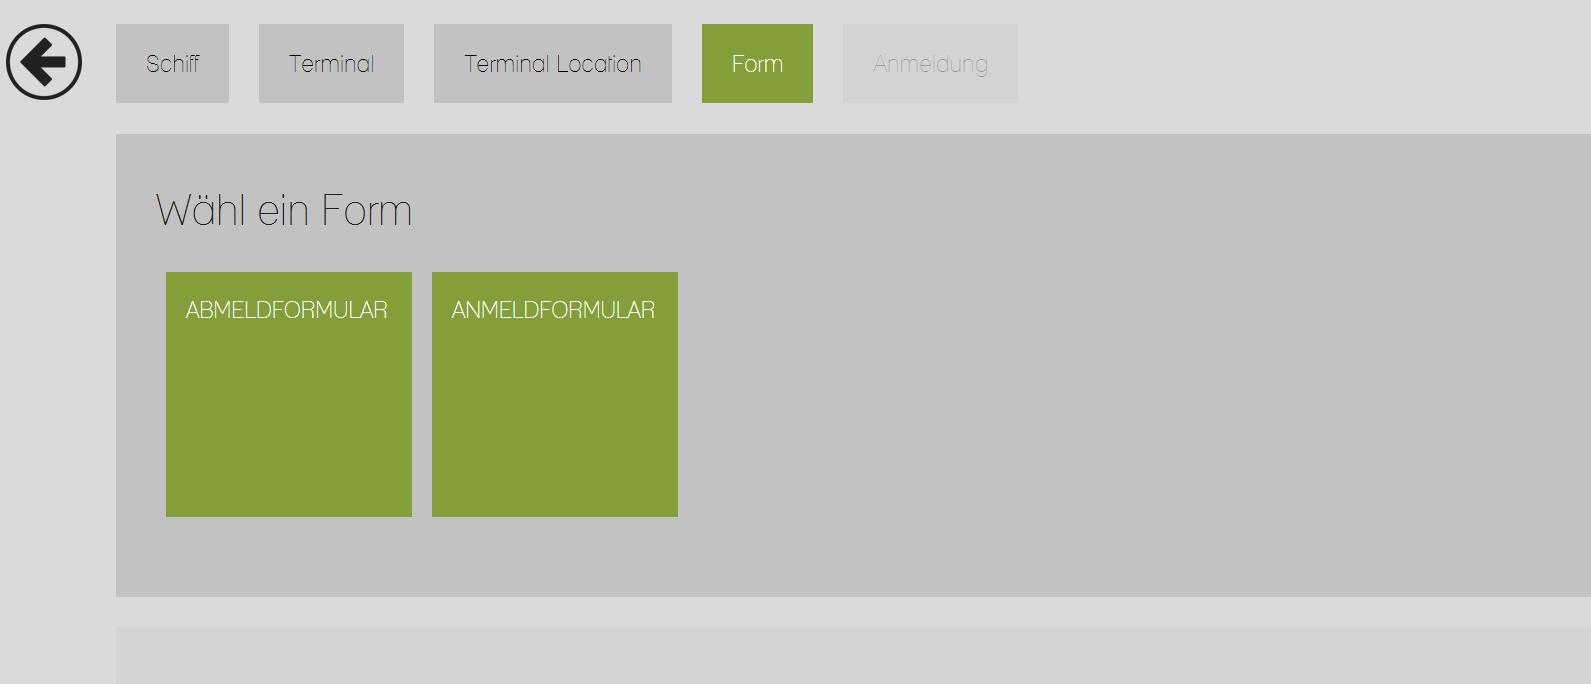 Schiff Terminal Terminal Location Form Anmeldung
Wähl ein Form
ABMELDFORMULAR ANMELDFORMULAR